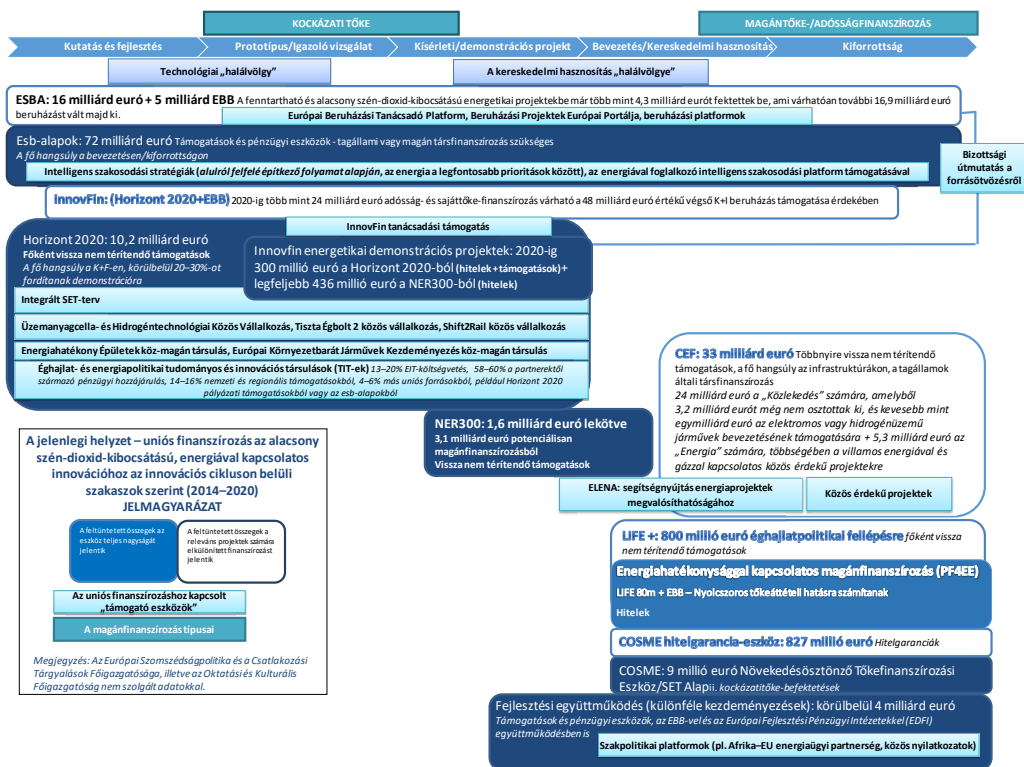 KOCKÁZATI TŐKE
MAGÁNTŐKE-/ADÓSSÁGFINANSZÍROZÁS
Kutatás és fejlesztés
Prototípus/Igazoló vizsgálat
Kísérleti/demonstrációs projekt
Bevezetés/Kereskedelmi hasznosítás
Kiforrottság
Technológiai „halálvölgy”
A kereskedelmi hasznosítás „halálvölgye”
ESBA: 16 milliárd euró + 5 milliárd EBB A fenntartható és alacsony szén-dioxid-kibocsátású energetikai projektekbe már több mint 4,3 milliárd eurót fektettek be, ami várhatóan további 16,9 milliárd euró
beruházást vált majd ki.
Európai Beruházási Tanácsadó Platform, Beruházási Projektek Európai Portálja, beruházási platformok
Esb-alapok: 72 milliárd euró Támogatások és pénzügyi eszközök - tagállami vagy magán társfinanszírozás szükséges
A fő hangsúly a bevezetésen/kiforrottságon
Intelligens szakosodási stratégiák (alulról felfelé építkező folyamat alapján, az energia a legfontosabb prioritások között), az energiával foglalkozó intelligens szakosodási platform támogatásával
Bizottsági
útmutatás a
forrásötvözésről
InnovFin: (Horizont 2020+EBB) 2020-ig több mint 24 milliárd euró adósság- és sajáttőke-finanszírozás várható a 48 milliárd euró értékű végső K+I beruházás támogatása érdekében
InnovFin tanácsadási támogatás
Horizont 2020: 10,2 milliárd euró
Főként vissza nem térítendő támogatások
A fő hangsúly a K+F-en, körülbelül 20–30%-ot
fordítanak demonstrációra
Innovfin energetikai demonstrációs projektek: 2020-ig
300 millió euró a Horizont 2020-ból (hitelek +támogatások)+
legfeljebb 436 millió euró a NER300-ból (hitelek)
Integrált SET-terv
Üzemanyagcella- és Hidrogéntechnológiai Közös Vállalkozás, Tiszta Égbolt 2 közös vállalkozás, Shift2Rail közös vállalkozás
Energiahatékony Épületek köz-magán társulás, Európai Környezetbarát Járművek Kezdeményezés köz-magán társulás
Éghajlat- és energiapolitikai tudományos és innovációs társulások (TIT-ek) 13–20% EIT-költségvetés, 58–60% a partnerektől
származó pénzügyi hozzájárulás, 14–16% nemzeti és regionális támogatásokból, 4–6% más uniós forrásokból, például Horizont 2020
pályázati támogatásokból vagy az esb-alapokból
CEF: 33 milliárd euró Többnyire vissza nem térítendő
támogatások, a fő hangsúly az infrastruktúrákon, a tagállamok
általi társfinanszírozás
24 milliárd euró a „Közlekedés” számára, amelyből
3,2 milliárd eurót még nem osztottak ki, és kevesebb mint
egymilliárd euró az elektromos vagy hidrogénüzemű
járművek bevezetésének támogatására + 5,3 milliárd euró az
„Energia” számára, többségében a villamos energiával és
gázzal kapcsolatos közös érdekű projektekre
NER300: 1,6 milliárd euró lekötve
3,1 milliárd euró potenciálisan
magánfinanszírozásból
Vissza nem térítendő támogatások
ELENA: segítségnyújtás energiaprojektek
megvalósíthatóságához
Közös érdekű projektek
A jelenlegi helyzet – uniós finanszírozás az alacsony
szén-dioxid-kibocsátású, energiával kapcsolatos
innovációhoz az innovációs cikluson belüli
szakaszok szerint (2014–2020)
JELMAGYARÁZAT
A feltüntetett összegek az
eszköz teljes nagyságát
jelentik
A feltüntetett összegek a
releváns projektek számára
elkülönített finanszírozást
jelentik
Az uniós finanszírozáshoz kapcsolt
„támogató eszközök”
A magánfinanszírozás típusai
Megjegyzés: Az Európai Szomszédságpolitika és a Csatlakozási
Tárgyalások Főigazgatósága, illetve az Oktatási és Kulturális
Főigazgatóság nem szolgált adatokkal.
LIFE +: 800 millió euró éghajlatpolitikai fellépésre főként vissza
nem térítendő támogatások
Energiahatékonysággal kapcsolatos magánfinanszírozás (PF4EE)
LIFE 80m + EBB – Nyolcszoros tőkeáttételi hatásra számítanak
Hitelek
COSME hitelgarancia-eszköz: 827 millió euró Hitelgaranciák
COSME: 9 millió euró Növekedésösztönző Tőkefinanszírozási
Eszköz/SET Alapii. kockázatitőke-befektetések
Fejlesztési együttműködés (különféle kezdeményezések): körülbelül 4 milliárd euró
Támogatások és pénzügyi eszközök, az EBB-vel és az Európai Fejlesztési Pénzügyi Intézetekkel (EDFI)
együttműködésben is
Szakpolitikai platformok (pl. Afrika–EU energiaügyi partnerség, közös nyilatkozatok)